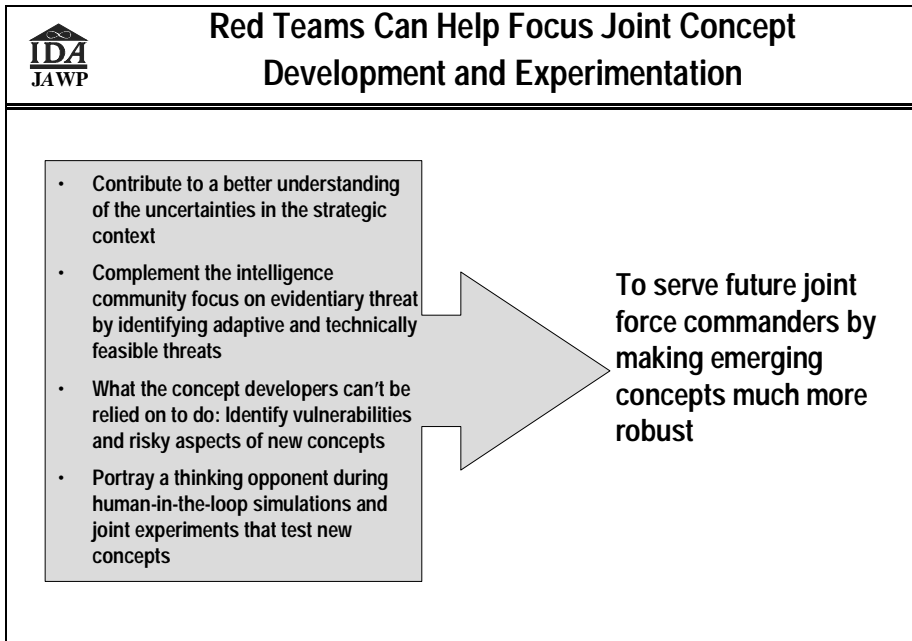 IDA
JAWP
Red Teams Can Help Focus Joint Concept
Development and Experimentation
• Contribute to a better understanding
of the uncertainties in the strategic
context
• Complement the intelligence
community focus on evidentiary threat
by identifying adaptive and technically
feasible threats
• What the concept developers can't be
relied on to do: Identify vulnerabilities
and risky aspects of new concepts
• Portray a thinking opponent during
human-in-the-loop simulations and
joint experiments that test new
concepts
To serve future joint
force commanders by
making emerging
concepts much more
robust